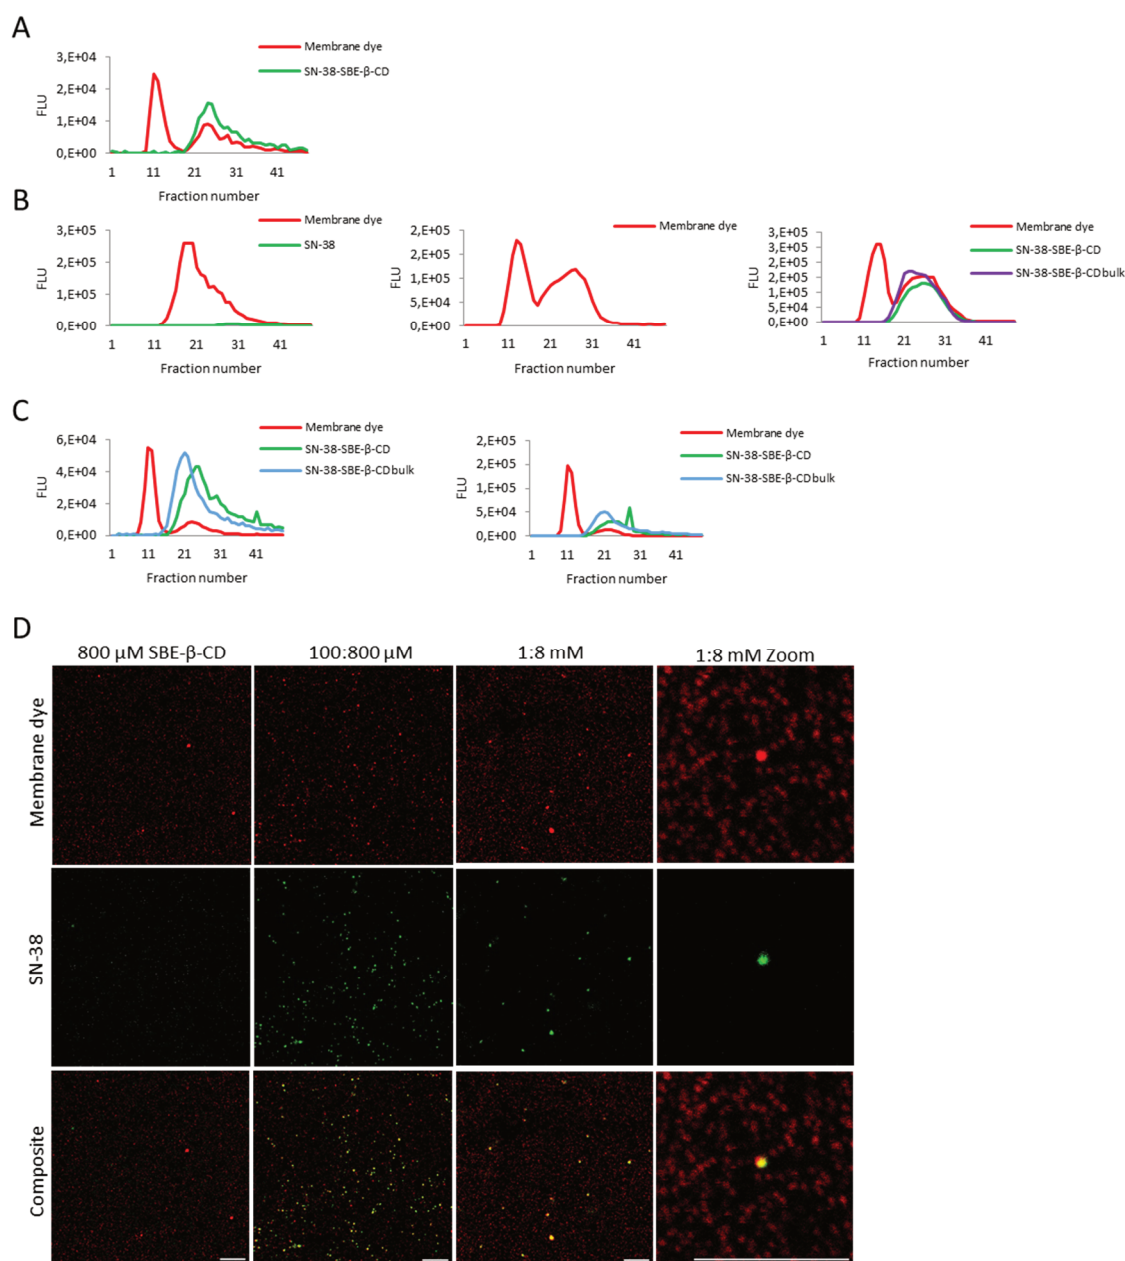 A
Membrane dye
SN-38-SBE-β-CD
3,E+04
2,E+04
1,E+04
0,E+00
FLU
1 11 21 31 41
Fraction number
B
Membrane dye
SN-38
3,E+05
2,E+05
1,E+05
0,E+00
FLU
1 11 21 31 41
Fraction number
Membrane dye
2,E+05
2,E+05
1,E+05
5,E+04
0,E+00
FLU
1 11 21 31 41
Fraction number
Membrane dye
SN-38-SBE-β-CD
SN-38-SBE-β-CDbulk
3,E+05
3,E+05
2,E+05
2,E+05
1,E+05
5,E+04
0,E+00
FLU
1 11 21 31 41
Fraction number
C
Membrane dye
SN-38-SBE-β-CD
SN-38-SBE-β-CDbulk
6,E+04
4,E+04
2,E+04
0,E+00
FLU
1 11 21 31 41
Fraction number
Membrane dye
SN-38-SBE-β-CD
SN-38-SBE-β-CDbulk
2,E+05
2,E+05
1,E+05
5,E+04
0,E+00
FLU
1 11 21 31 41
Fraction number
D
800 µM SBE-β-CD 100:800 µM 1:8 mM 1:8 mM Zoom
Membrane dye
SN-38
Composite